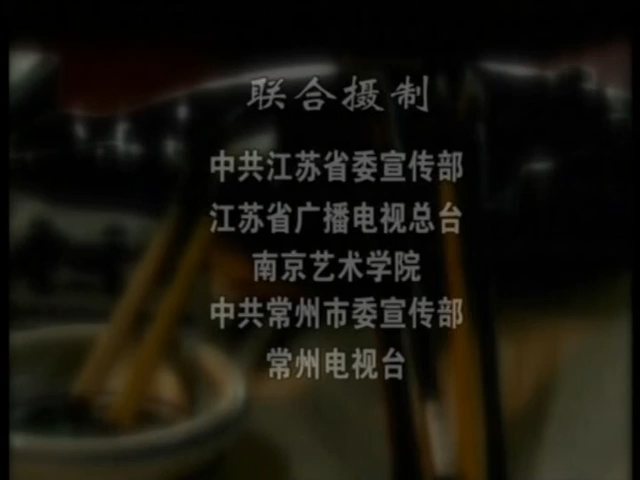 联合摄制
中共江苏省委宣传部
江苏省广播电视总台
南京艺术学院
中共常州市委宣传部
常州电视台